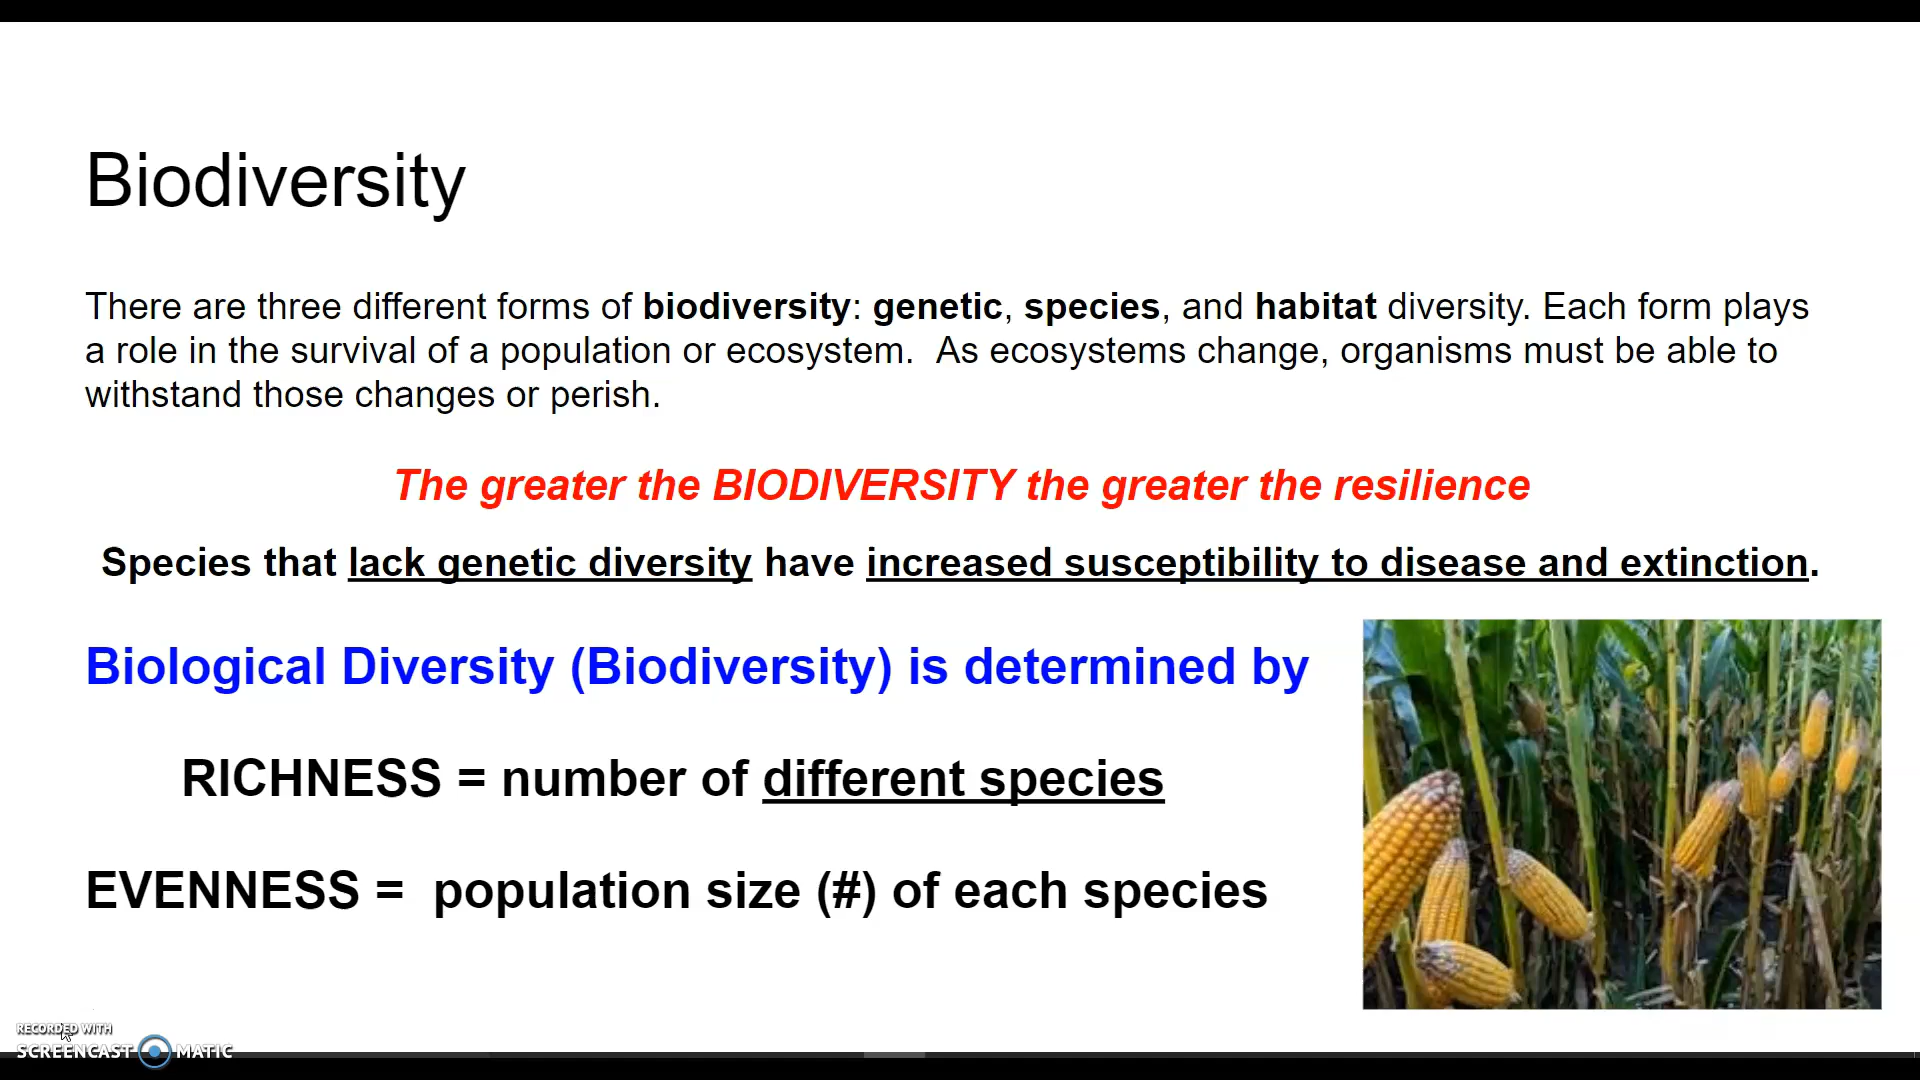 Biodiversity
There are three different forms of biodiversity: genetic, species, and habitat diversity. Each form plays
a role in the survival of a population or ecosystem.  As ecosystems change, organisms must be able to
withstand those changes or perish.
The greater the BIODIVERSITY the greater the resilience
Species that lack genetic diversity have increased susceptibility to disease and extinction.
Biological Diversity (Biodiversity) is determined by
RICHNESS = number of different species
EVENNESS =  population size (#) of each species
RECORDED WITH
SCREENCAST MATIC